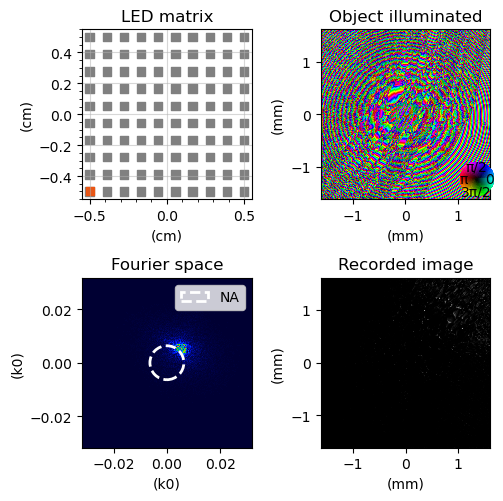 LED matrix
Object illuminated
(cm)
0.4
0.2
0.0
−0.2
−0.4
−0.5
0.0
0.5
(cm)
(mm)
1
0
−1
π/2
π
0
3π/2
−1
0
1
(mm)
Fourier space
Recorded image
(k0)
0.02
0.00
−0.02
NA
−0.02
0.00
0.02
(k0)
(mm)
1
0
−1
−1
0
1
(mm)